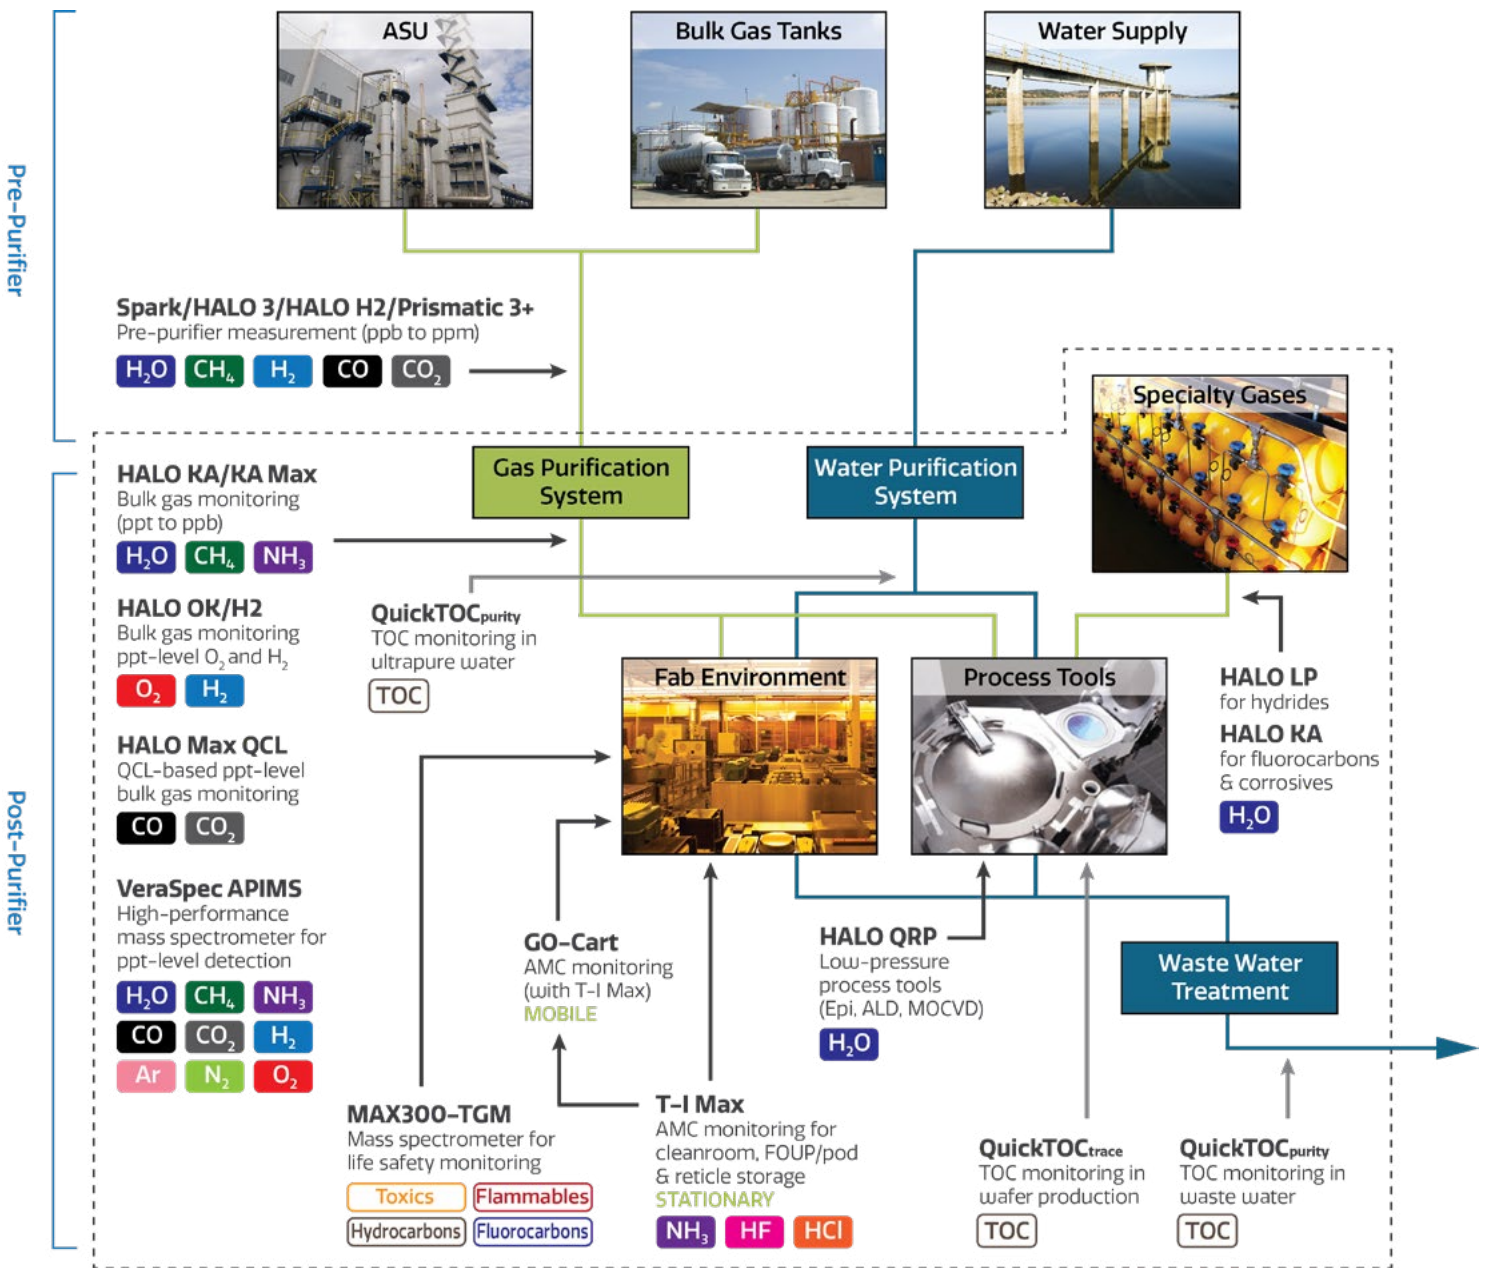 ASU
Bulk Gas Tanks
Water Supply
Pre-Purifier
Spark/HALO 3/HALO H2/Prismatic 3+
Pre-purifier measurement (ppb to ppm)
H₂O CH₄ H₂ CO CO₂
Specialty Gases
Gas Purification
System
Water Purification
System
Post-Purifier
HALO KA/KA Max
Bulk gas monitoring
(ppt to ppb)
H₂O CH₄ NH₃
HALO OK/H2
Bulk gas monitoring
ppt-level O₂ and H₂
O₂ H₂
QuickTOCpurity
TOC monitoring in
ultrapure water
TOC
HALO Max QCL
QCL-based ppt-level
bulk gas monitoring
CO CO₂
VeraSpec APIMS
High-performance
mass spectrometer for
ppt-level detection
H₂O CH₄ NH₃
CO CO₂ H₂
Ar N₂ O₂
Fab Environment
Process Tools
HALO LP
for hydrides
HALO KA
for fluorocarbons
& corrosives
H₂O
GO-Cart
AMC monitoring
(with T-I Max)
MOBILE
HALO QRP
Low-pressure
process tools
(Epi, ALD, MOCVD)
H₂O
Waste Water
Treatment
MAX300-TGM
Mass spectrometer for
life safety monitoring
Toxics Flammables
Hydrocarbons Fluorocarbons
T-I Max
AMC monitoring for
cleanroom, FOUP/pod
& reticle storage
STATIONARY
NH₃ HF HCl
QuickTOCtrace
TOC monitoring in
wafer production
TOC
QuickTOCpurity
TOC monitoring in
waste water
TOC